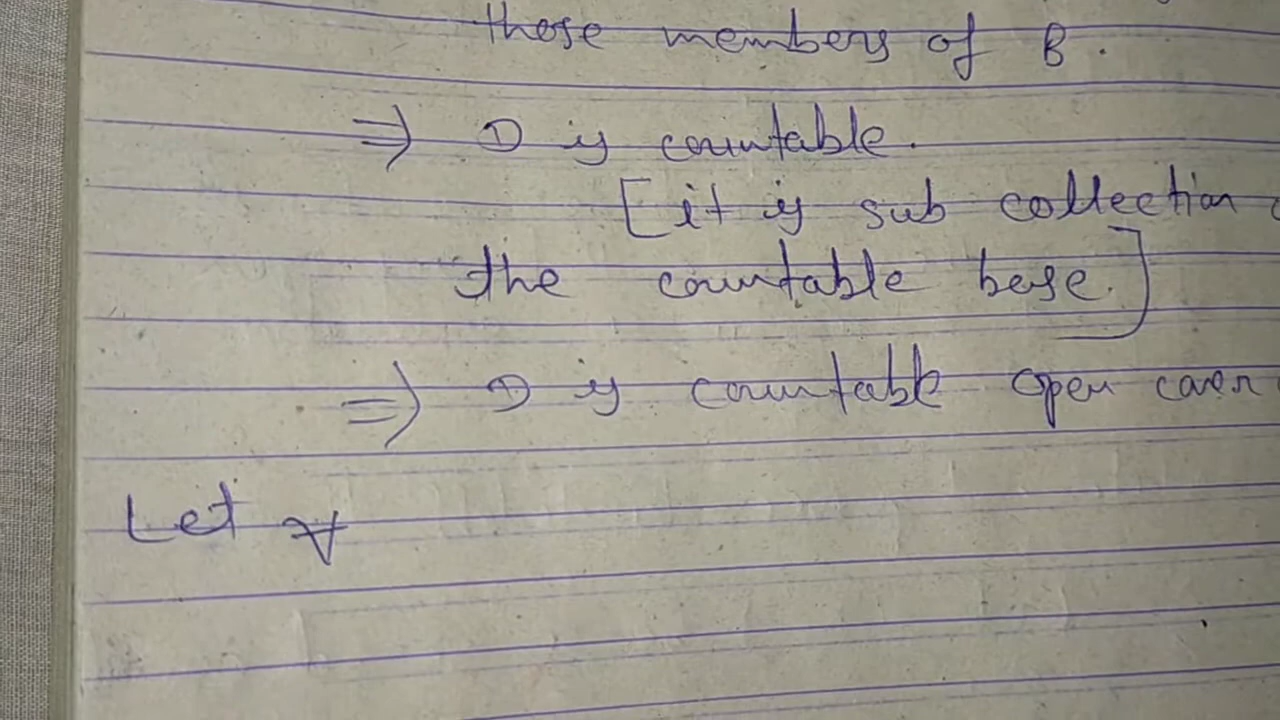 those members of B.
⇒ D is countable.
[it is sub collection
the countable base.]
⇒ D is countable open cover
Let ∀